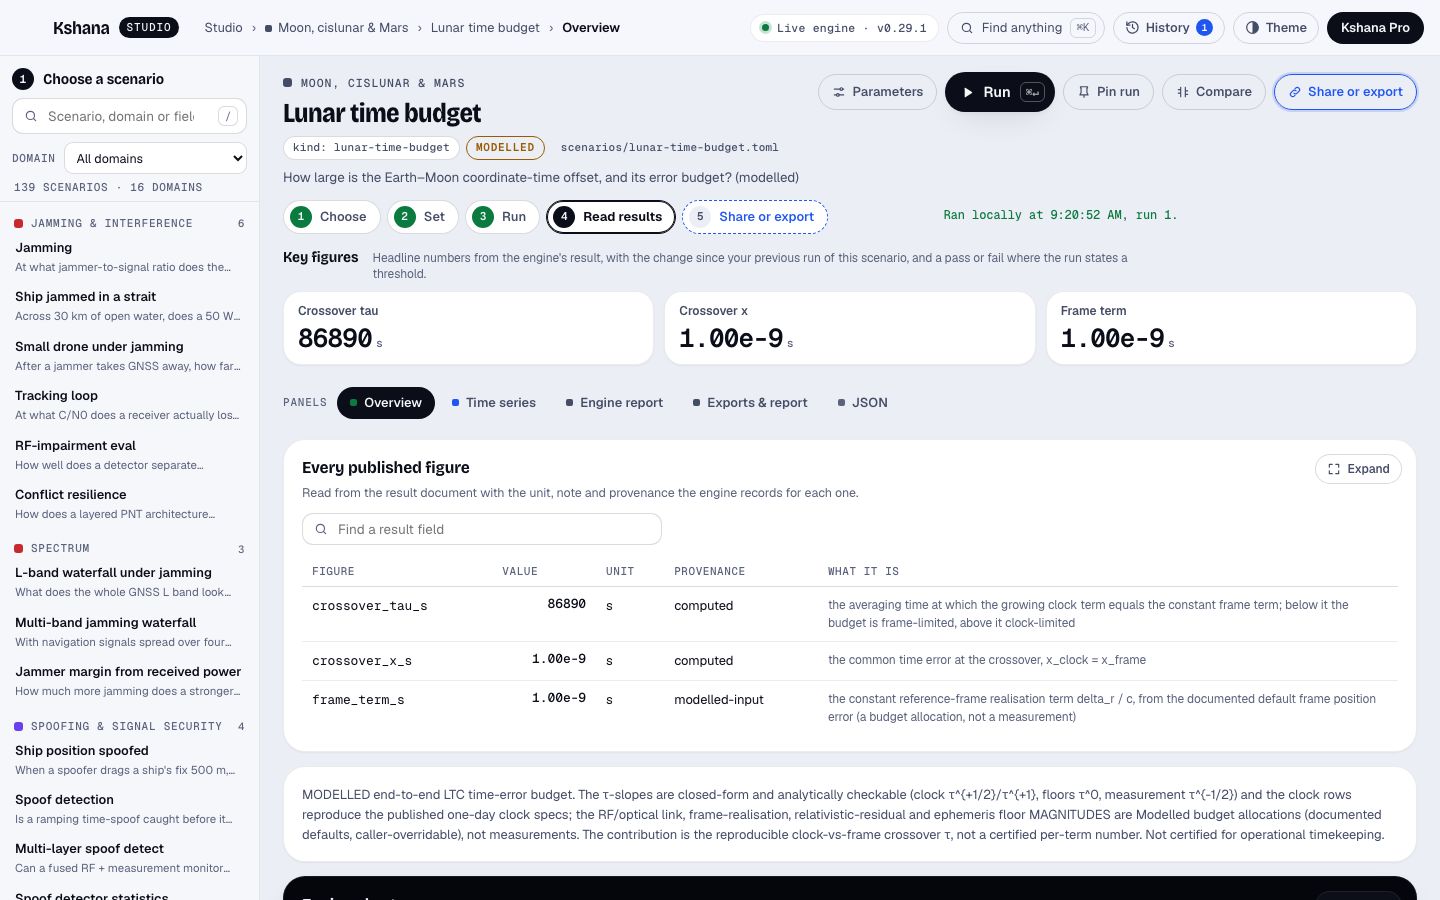 Kshana STUDIO
Studio › Moon, cislunar & Mars › Lunar time budget › Overview
Live engine · v0.29.1
Find anything ⌘K
History 1
Theme
Kshana Pro
1 Choose a scenario
Scenario, domain or fiel /
DOMAIN All domains
139 SCENARIOS · 16 DOMAINS
JAMMING & INTERFERENCE 6
Jamming
At what jammer-to-signal ratio does the…
Ship jammed in a strait
Across 30 km of open water, does a 50 W…
Small drone under jamming
After a jammer takes GNSS away, how far…
Tracking loop
At what C/N0 does a receiver actually los…
RF-impairment eval
How well does a detector separate…
Conflict resilience
How does a layered PNT architecture…
SPECTRUM 3
L-band waterfall under jamming
What does the whole GNSS L band look…
Multi-band jamming waterfall
With navigation signals spread over four…
Jammer margin from received power
How much more jamming does a stronger…
SPOOFING & SIGNAL SECURITY 4
Ship position spoofed
When a spoofer drags a ship's fix 500 m,…
Spoof detection
Is a ramping time-spoof caught before it…
Multi-layer spoof detect
Can a fused RF + measurement monitor…
Spoof detector statistics
MOON, CISLUNAR & MARS
Lunar time budget
Parameters
Run ⌘↵
Pin run
Compare
Share or export
kind: lunar-time-budget MODELLED scenarios/lunar-time-budget.toml
How large is the Earth–Moon coordinate-time offset, and its error budget? (modelled)
1 Choose 2 Set 3 Run 4 Read results 5 Share or export
Ran locally at 9:20:52 AM, run 1.
Key figures Headline numbers from the engine's result, with the change since your previous run of this scenario, and a pass or fail where the run states a
threshold.
Crossover tau
86890 s
Crossover x
1.00e-9 s
Frame term
1.00e-9 s
PANELS Overview Time series Engine report Exports & report JSON
Every published figure
Expand
Read from the result document with the unit, note and provenance the engine records for each one.
Find a result field
FIGURE VALUE UNIT PROVENANCE WHAT IT IS
crossover_tau_s 86890 s computed the averaging time at which the growing clock term equals the constant frame term; below it the
budget is frame-limited, above it clock-limited
crossover_x_s 1.00e-9 s computed the common time error at the crossover, x_clock = x_frame
frame_term_s 1.00e-9 s modelled-input the constant reference-frame realisation term delta_r / c, from the documented default frame position
error (a budget allocation, not a measurement)
MODELLED end-to-end LTC time-error budget. The τ-slopes are closed-form and analytically checkable (clock τ^{+1/2}/τ^{+1}, floors τ^0, measurement τ^{-1/2}) and the clock rows
reproduce the published one-day clock specs; the RF/optical link, frame-realisation, relativistic-residual and ephemeris floor MAGNITUDES are Modelled budget allocations (documented
defaults, caller-overridable), not measurements. The contribution is the reproducible clock-vs-frame crossover τ, not a certified per-term number. Not certified for operational timekeeping.